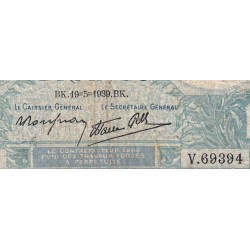 BK.19-5-1939.BK.
LE CAISSIER GÉNÉRAL LE SECRÉTAIRE GÉNÉRAL
LE CONTREFACTEUR SERA
PUNI DES TRAVAUX FORCÉS
À PERPÉTUITÉ
V.69394